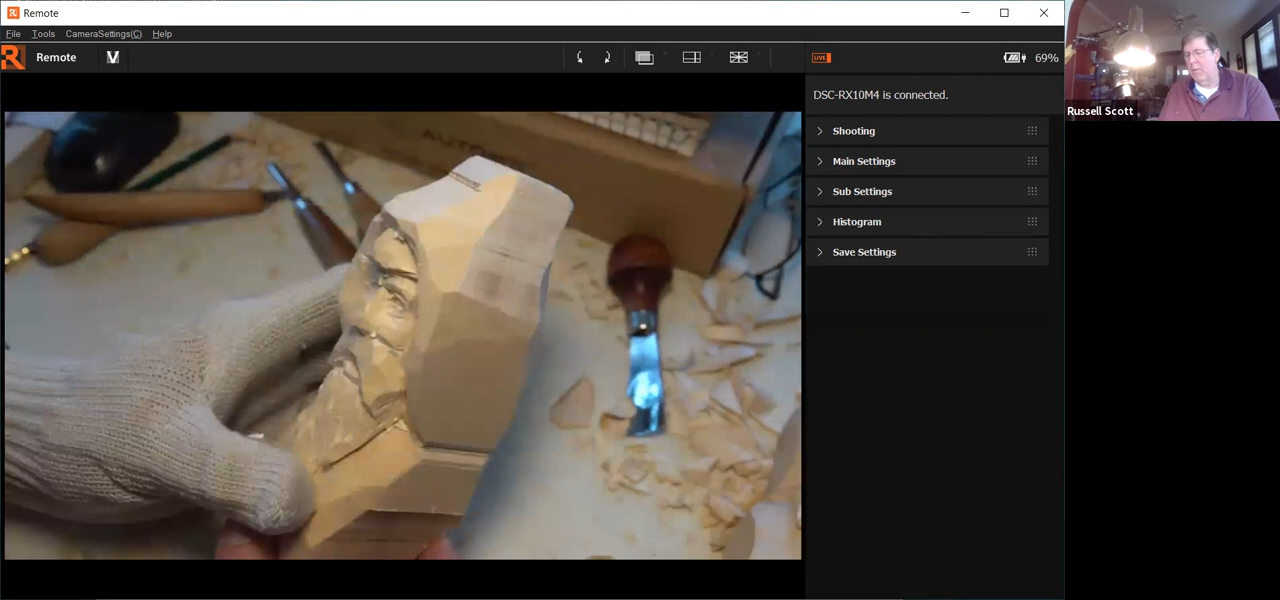 Remote
File Tools CameraSettings(C) Help
Remote
LIVE
69%
DSC-RX10M4 is connected.
Shooting
Main Settings
Sub Settings
Histogram
Save Settings
Russell Scott